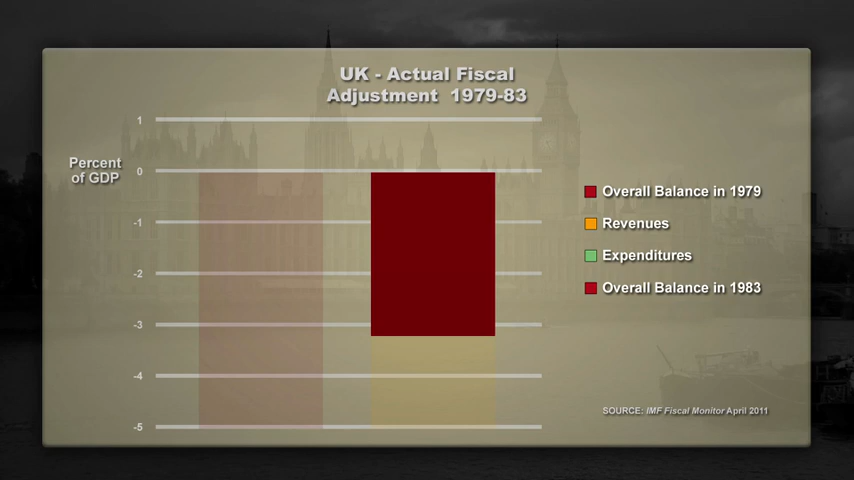 UK - Actual Fiscal
Adjustment 1979-83
Percent
of GDP
1
0
-1
-2
-3
-4
-5
Overall Balance in 1979
Revenues
Expenditures
Overall Balance in 1983
SOURCE: IMF Fiscal Monitor April 2011